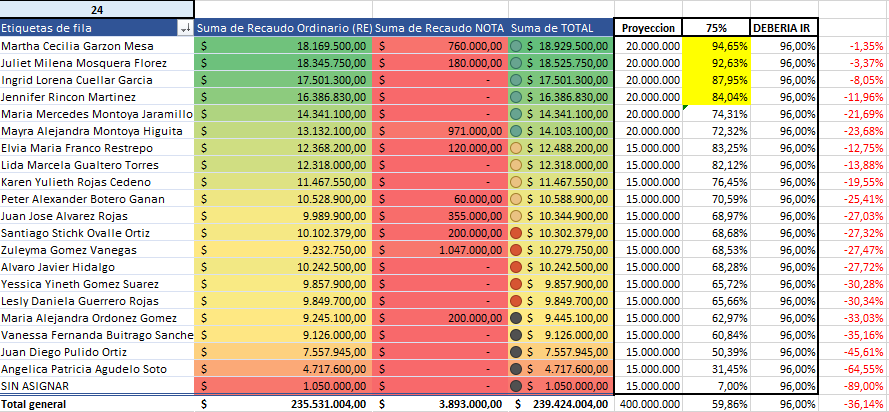 24
Etiquetas de fila Suma de Recaudo Ordinario (RE) Suma de Recaudo NOTA Suma de TOTAL Proyeccion 75% DEBERIA IR
Martha Cecilia Garzon Mesa $ 18.169.500,00 $ 760.000,00 $ 18.929.500,00 20.000.000 94,65% 96,00% -1,35%
Juliet Milena Mosquera Florez $ 18.345.750,00 $ 180.000,00 $ 18.525.750,00 20.000.000 92,63% 96,00% -3,37%
Ingrid Lorena Cuellar Garcia $ 17.501.300,00 $ - $ 17.501.300,00 20.000.000 87,95% 96,00% -8,05%
Jennifer Rincon Martinez $ 16.386.830,00 $ - $ 16.386.830,00 20.000.000 84,04% 96,00% -11,96%
Maria Mercedes Montoya Jaramillo $ 14.341.100,00 $ - $ 14.341.100,00 20.000.000 74,31% 96,00% -21,69%
Mayra Alejandra Montoya Higuita $ 13.132.100,00 $ 971.000,00 $ 14.103.100,00 20.000.000 72,32% 96,00% -23,68%
Elvia Maria Franco Restrepo $ 12.368.200,00 $ 120.000,00 $ 12.488.200,00 15.000.000 83,25% 96,00% -12,75%
Lida Marcela Gualtero Torres $ 12.318.000,00 $ - $ 12.318.000,00 15.000.000 82,12% 96,00% -13,88%
Karen Yulieth Rojas Cedeno $ 11.467.550,00 $ - $ 11.467.550,00 15.000.000 76,45% 96,00% -19,55%
Peter Alexander Botero Ganan $ 10.528.900,00 $ 60.000,00 $ 10.588.900,00 15.000.000 70,59% 96,00% -25,41%
Juan Jose Alvarez Rojas $ 9.989.900,00 $ 355.000,00 $ 10.344.900,00 15.000.000 68,97% 96,00% -27,03%
Santiago Stichk Ovalle Ortiz $ 10.102.379,00 $ 200.000,00 $ 10.302.379,00 15.000.000 68,68% 96,00% -27,32%
Zuleyma Gomez Vanegas $ 9.232.750,00 $ 1.047.000,00 $ 10.279.750,00 15.000.000 68,53% 96,00% -27,47%
Alvaro Javier Hidalgo $ 10.242.500,00 $ - $ 10.242.500,00 15.000.000 68,28% 96,00% -27,72%
Yessica Yineth Gomez Suarez $ 9.857.900,00 $ - $ 9.857.900,00 15.000.000 65,72% 96,00% -30,28%
Lesly Daniela Guerrero Rojas $ 9.849.700,00 $ - $ 9.849.700,00 15.000.000 65,66% 96,00% -30,34%
Maria Alejandra Ordonez Gomez $ 9.245.100,00 $ 200.000,00 $ 9.445.100,00 15.000.000 62,97% 96,00% -33,03%
Vanessa Fernanda Buitrago Sanche $ 9.126.000,00 $ - $ 9.126.000,00 15.000.000 60,84% 96,00% -35,16%
Juan Diego Pulido Ortiz $ 7.557.945,00 $ - $ 7.557.945,00 15.000.000 50,39% 96,00% -45,61%
Angelica Patricia Agudelo Soto $ 4.717.600,00 $ - $ 4.717.600,00 15.000.000 31,45% 96,00% -64,55%
SIN ASIGNAR $ 1.050.000,00 $ - $ 1.050.000,00 15.000.000 7,00% 96,00% -89,00%
Total general $ 235.531.004,00 $ 3.893.000,00 $ 239.424.004,00 400.000.000 59,86% 96,00% -36,14%